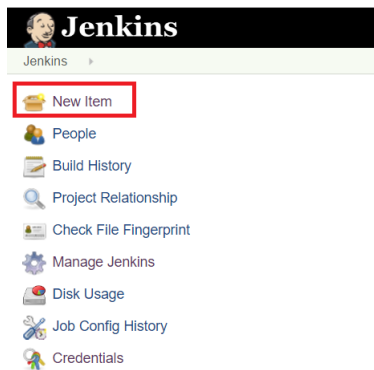 Jenkins
Jenkins
New Item
People
Build History
Project Relationship
Check File Fingerprint
Manage Jenkins
Disk Usage
Job Config History
Credentials